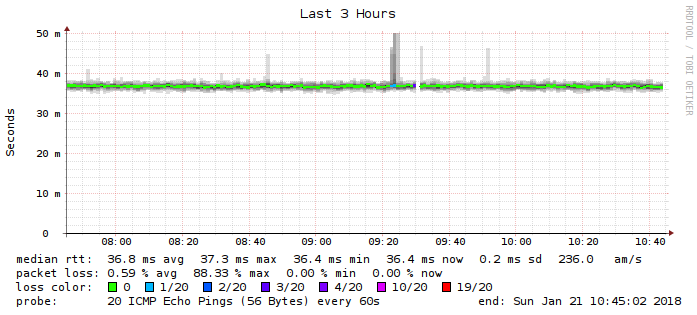 Last 3 Hours
RRDTOOL / TOBI OETIKER
Seconds
50 m
40 m
30 m
20 m
10 m
0
08:00 08:20 08:40 09:00 09:20 09:40 10:00 10:20 10:40
median rtt: 36.8 ms avg 37.3 ms max 36.4 ms min 36.4 ms now 0.2 ms sd 236.0 am/s
packet loss: 0.59 % avg 88.33 % max 0.00 % min 0.00 % now
loss color: 0 1/20 2/20 3/20 4/20 10/20 19/20
probe: 20 ICMP Echo Pings (56 Bytes) every 60s end: Sun Jan 21 10:45:02 2018